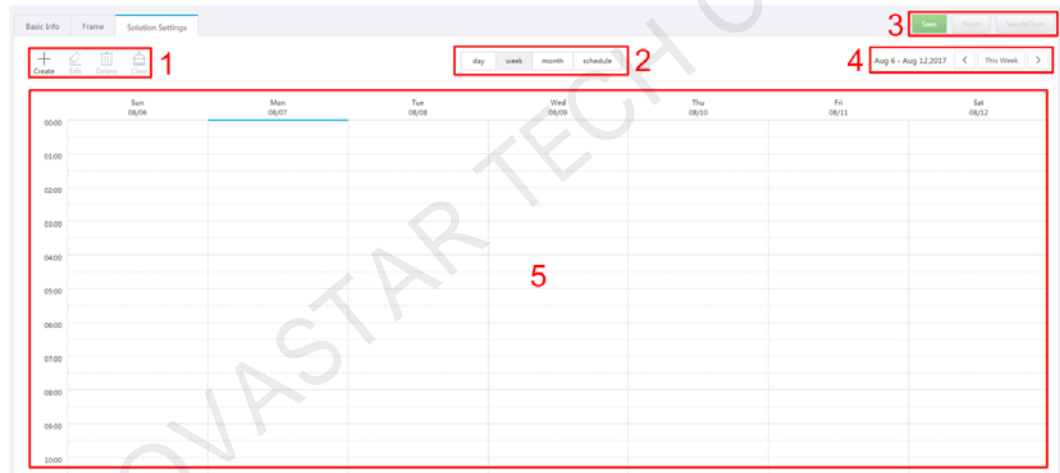 Basic Info Frame Solution Settings 3 Save Reset Save&Close
Create Edit Delete Clear 1 day week month schedule 2 4 Aug 6 - Aug 12,2017 < This Week >
Sun Mon Tue Wed Thu Fri Sat
08/06 08/07 08/08 08/09 08/10 08/11 08/12
00:00
01:00
02:00
03:00
04:00
5
05:00
06:00
07:00
08:00
09:00
10:00
OVASTAR TECH